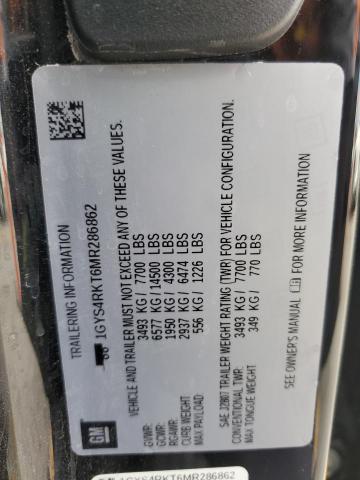 TRAILERING INFORMATION
1GYS4RKT6MR286862
VEHICLE AND TRAILER MUST NOT EXCEED ANY OF THESE VALUES.
GVWR: 3493 KG/ 7700 LBS
GCWR: 6577 KG/14500 LBS
RGAWR: 1950 KG/ 4300 LBS
CURB WEIGHT 2937 KG/ 6474 LBS
MAX PAYLOAD: 556 KG/ 1226 LBS
SAE J2807 TRAILER WEIGHT RATING (TWR) FOR VEHICLE CONFIGURATION.
CONVENTIONAL TWR: 3493 KG/ 7700 LBS
MAX TONGUE WEIGHT 349 KG/ 770 LBS
SEE OWNER'S MANUAL FOR MORE INFORMATION
GM
1GYS4RKT6MR286862